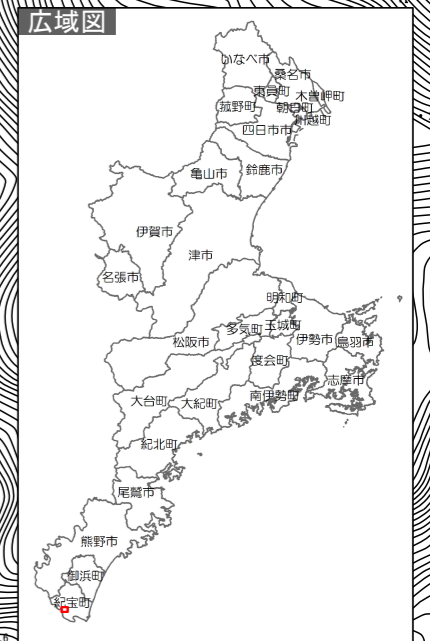 広域図
いなべ市
桑名市
東員町
木曽岬町
菰野町
朝日町
川越町
四日市市
亀山市
鈴鹿市
伊賀市
津市
名張市
明和町
多気町
玉城町
松阪市
伊勢市
鳥羽市
度会町
志摩市
大台町
大紀町
南伊勢町
紀北町
尾鷲市
熊野市
御浜町
紀宝町